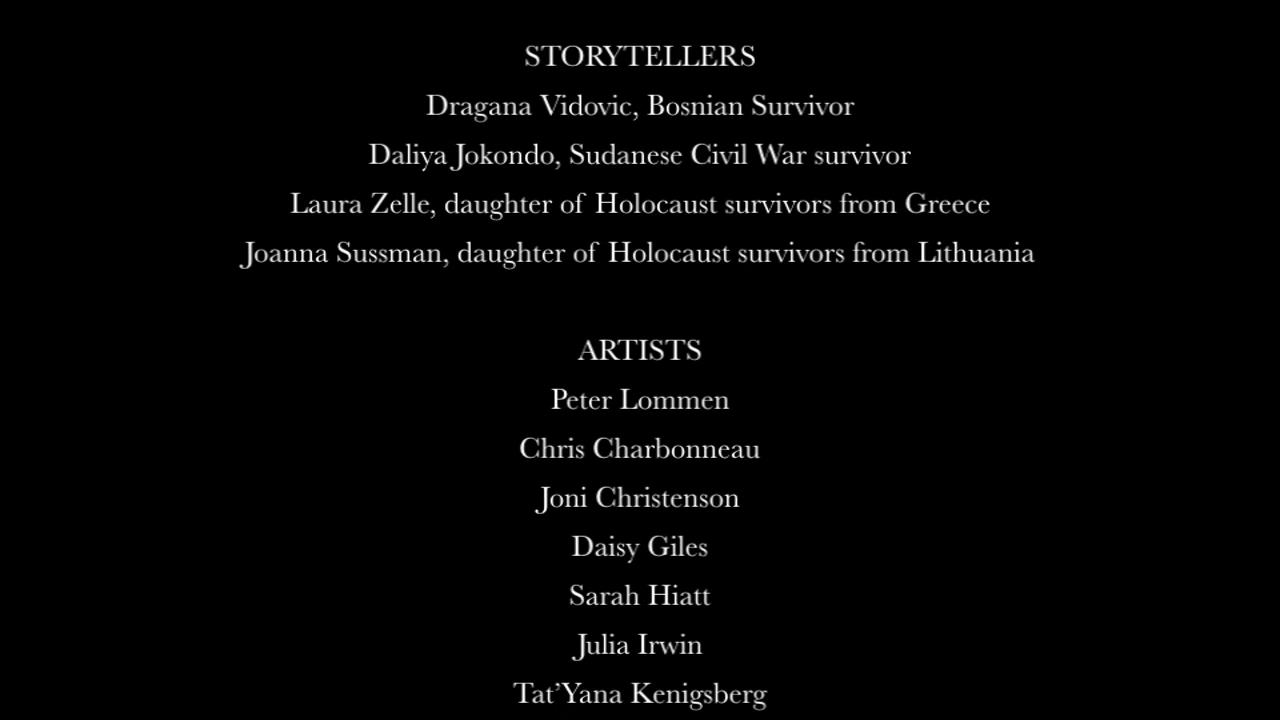 STORYTELLERS
Dragana Vidovic, Bosnian Survivor
Daliya Jokondo, Sudanese Civil War survivor
Laura Zelle, daughter of Holocaust survivors from Greece
Joanna Sussman, daughter of Holocaust survivors from Lithuania
ARTISTS
Peter Lommen
Chris Charbonneau
Joni Christenson
Daisy Giles
Sarah Hiatt
Julia Irwin
Tat’Yana Kenigsberg